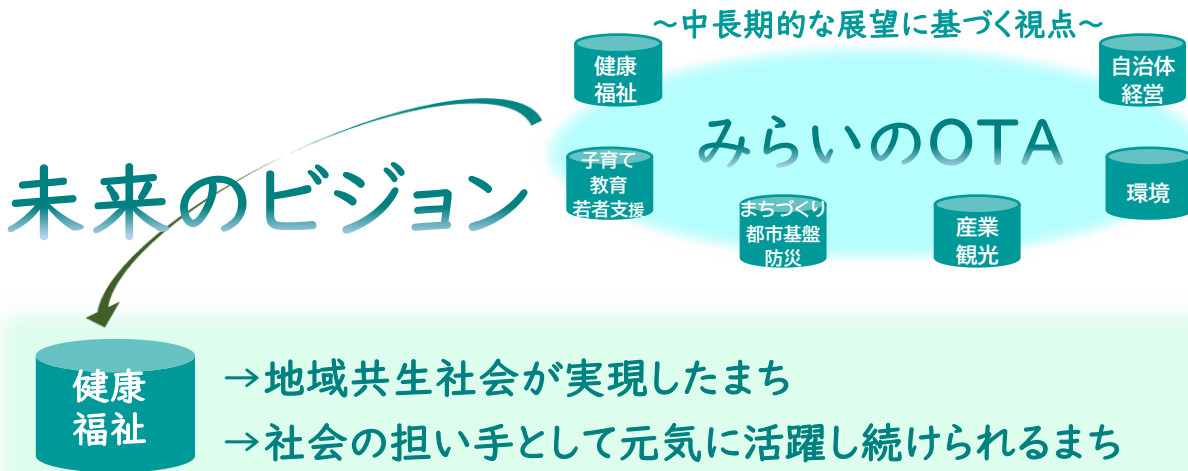 ～中長期的な展望に基づく視点～
健康
福祉
自治体
経営
みらいのOTA
子育て
教育
若者支援
環境
まちづくり
都市基盤
防災
産業
観光
未来のビジョン
健康
福祉
→地域共生社会が実現したまち
→社会の担い手として元気に活躍し続けられるまち